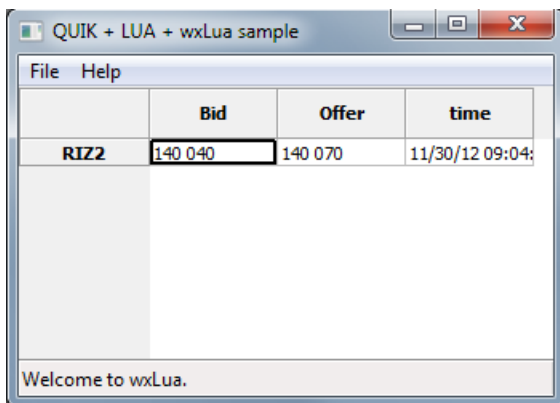 QUIK + LUA + wxLua sample
File Help
Bid Offer time
RIZ2 140 040 140 070 11/30/12 09:04:
Welcome to wxLua.